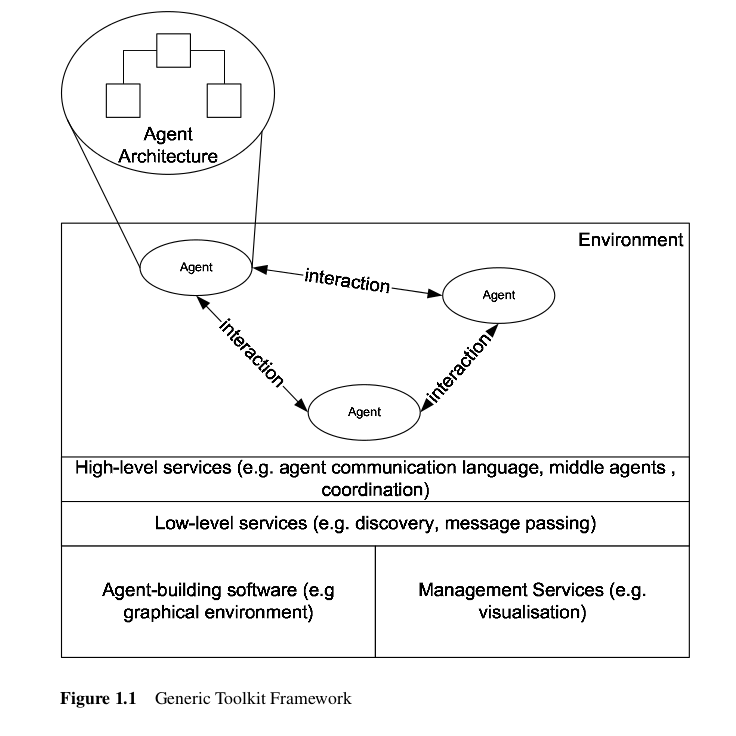 Agent
Architecture
Environment
Agent
interaction
Agent
interaction
interaction
Agent
High-level services (e.g. agent communication language, middle agents ,
coordination)
Low-level services (e.g. discovery, message passing)
Agent-building software (e.g
graphical environment)
Management Services (e.g.
visualisation)
Figure 1.1 Generic Toolkit Framework